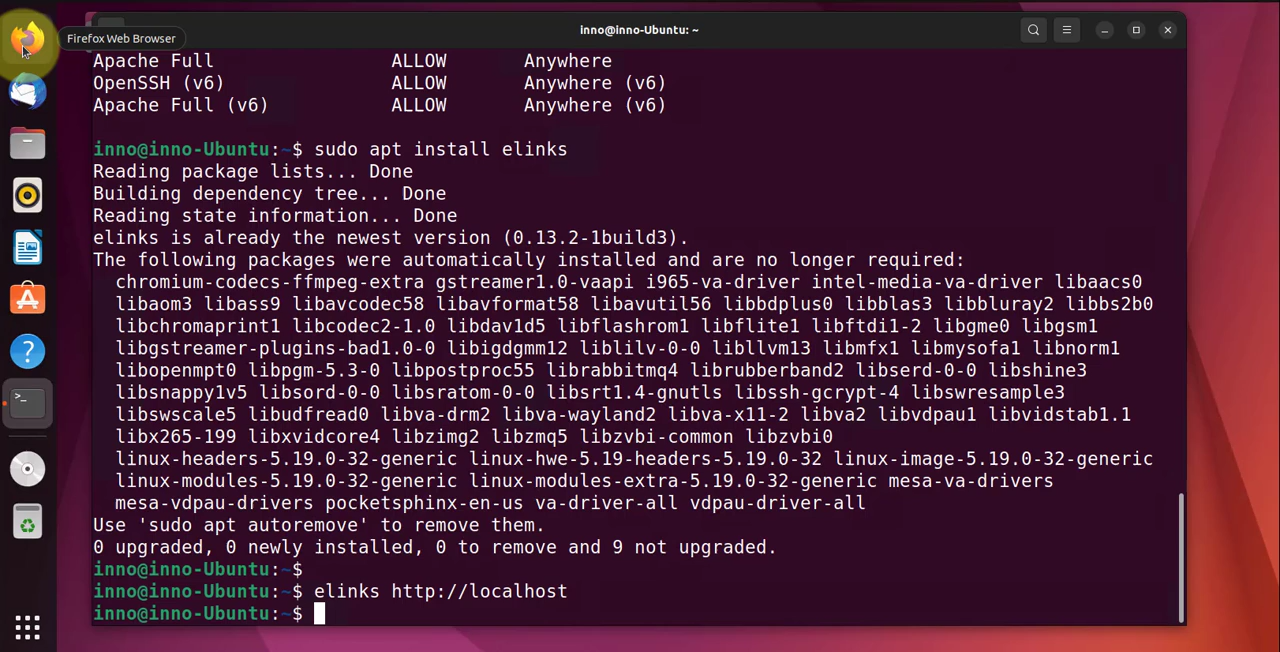 Firefox Web Browser
inno@inno-Ubuntu: ~
Apache Full ALLOW Anywhere
OpenSSH (v6) ALLOW Anywhere (v6)
Apache Full (v6) ALLOW Anywhere (v6)
inno@inno-Ubuntu:~$ sudo apt install elinks
Reading package lists... Done
Building dependency tree... Done
Reading state information... Done
elinks is already the newest version (0.13.2-1build3).
The following packages were automatically installed and are no longer required:
chromium-codecs-ffmpeg-extra gstreamer1.0-vaapi i965-va-driver intel-media-va-driver libaacs0
libaom3 libass9 libavcodec58 libavformat58 libavutil56 libbdplus0 libblas3 libbluray2 libbs2b0
libchromaprint1 libcodec2-1.0 libdav1d5 libflashrom1 libflite1 libftdi1-2 libgme0 libgsm1
libgstreamer-plugins-bad1.0-0 libigdgmm12 liblilv-0-0 libllvm13 libmfx1 libmysofa1 libnorm1
libopenmpt0 libpgm-5.3-0 libpostproc55 librabbitmq4 librubberband2 libserd-0-0 libshine3
libsnappy1v5 libsord-0-0 libsratom-0-0 libsrt1.4-gnutls libssh-gcrypt-4 libswresample3
libswscale5 libudfread0 libva-drm2 libva-wayland2 libva-x11-2 libva2 libvdpau1 libvidstab1.1
libx265-199 libxvidcore4 libzimg2 libzmq5 libzvbi-common libzvbi0
linux-headers-5.19.0-32-generic linux-hwe-5.19-headers-5.19.0-32 linux-image-5.19.0-32-generic
linux-modules-5.19.0-32-generic linux-modules-extra-5.19.0-32-generic mesa-va-drivers
mesa-vdpau-drivers pocketsphinx-en-us va-driver-all vdpau-driver-all
Use 'sudo apt autoremove' to remove them.
0 upgraded, 0 newly installed, 0 to remove and 9 not upgraded.
inno@inno-Ubuntu:~$
inno@inno-Ubuntu:~$ elinks http://localhost
inno@inno-Ubuntu:~$